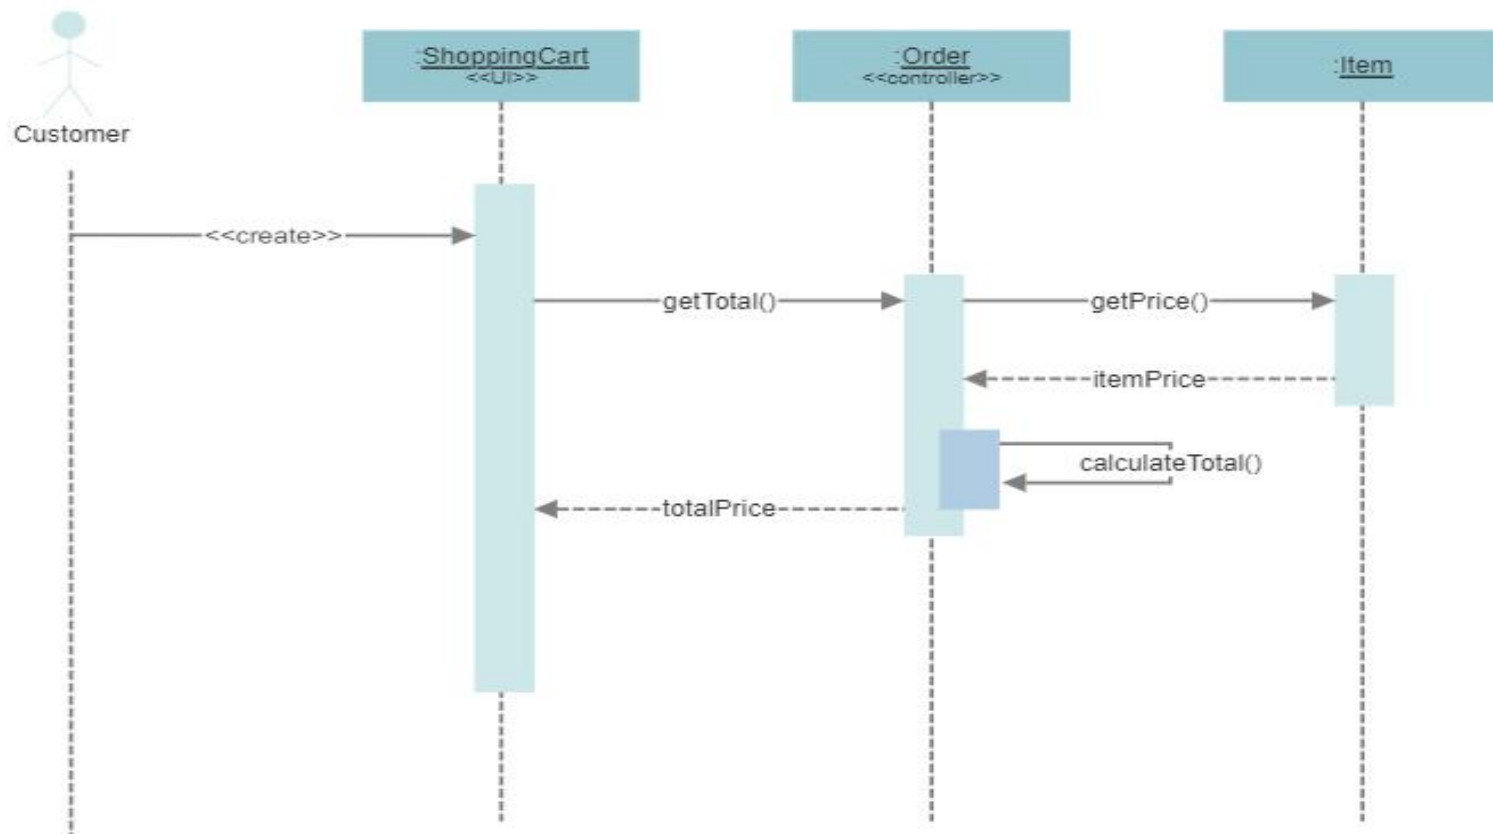 :ShoppingCart
<<UI>>
:Order
<<controller>>
:Item
Customer
<<create>>
getTotal()
getPrice()
itemPrice
calculateTotal()
totalPrice